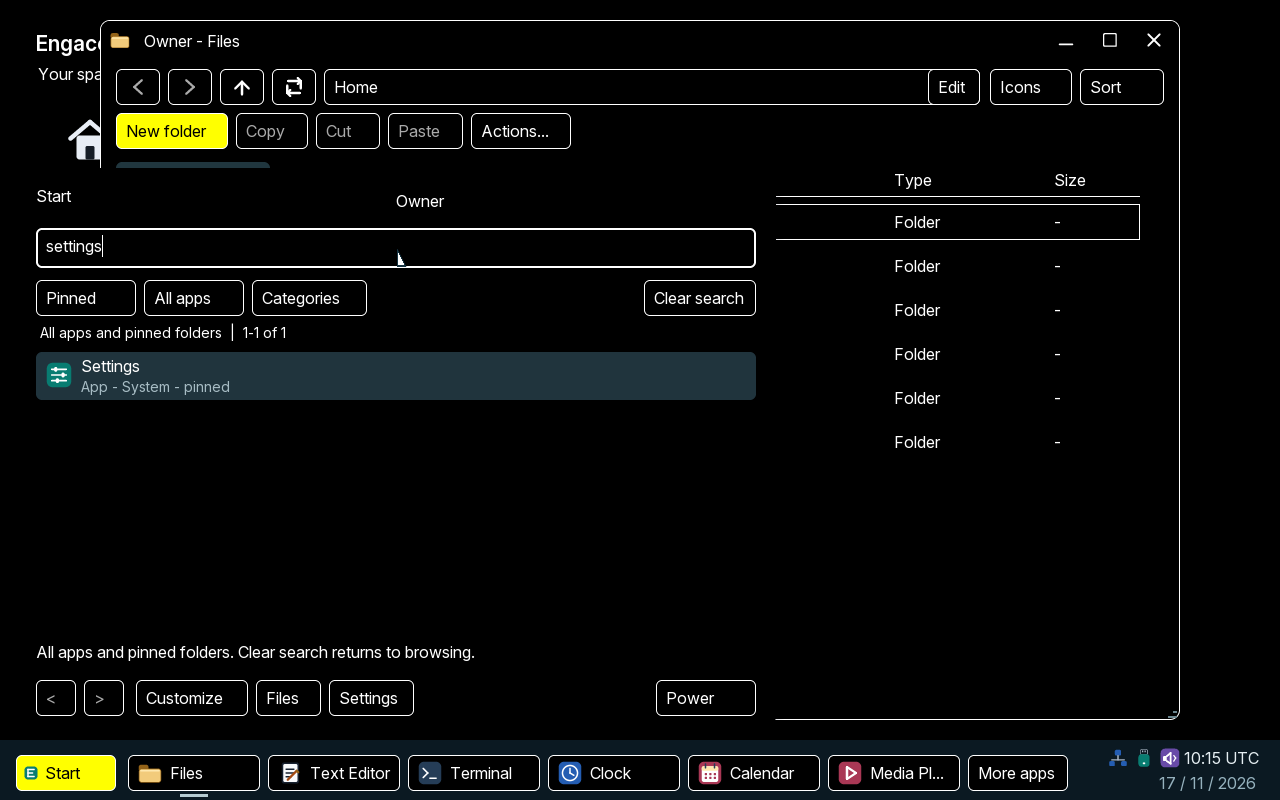 Engac
Owner - Files
Your spa
Home
Edit
Icons
Sort
New folder
Copy
Cut
Paste
Actions...
Start
Owner
Type
Size
settings
Folder -
Folder -
Pinned
All apps
Categories
Clear search
Folder -
All apps and pinned folders | 1-1 of 1
Folder -
Settings
App - System - pinned
Folder -
Folder -
All apps and pinned folders. Clear search returns to browsing.
<
>
Customize
Files
Settings
Power
Start
Files
Text Editor
Terminal
Clock
Calendar
Media Pl...
More apps
10:15 UTC
17 / 11 / 2026